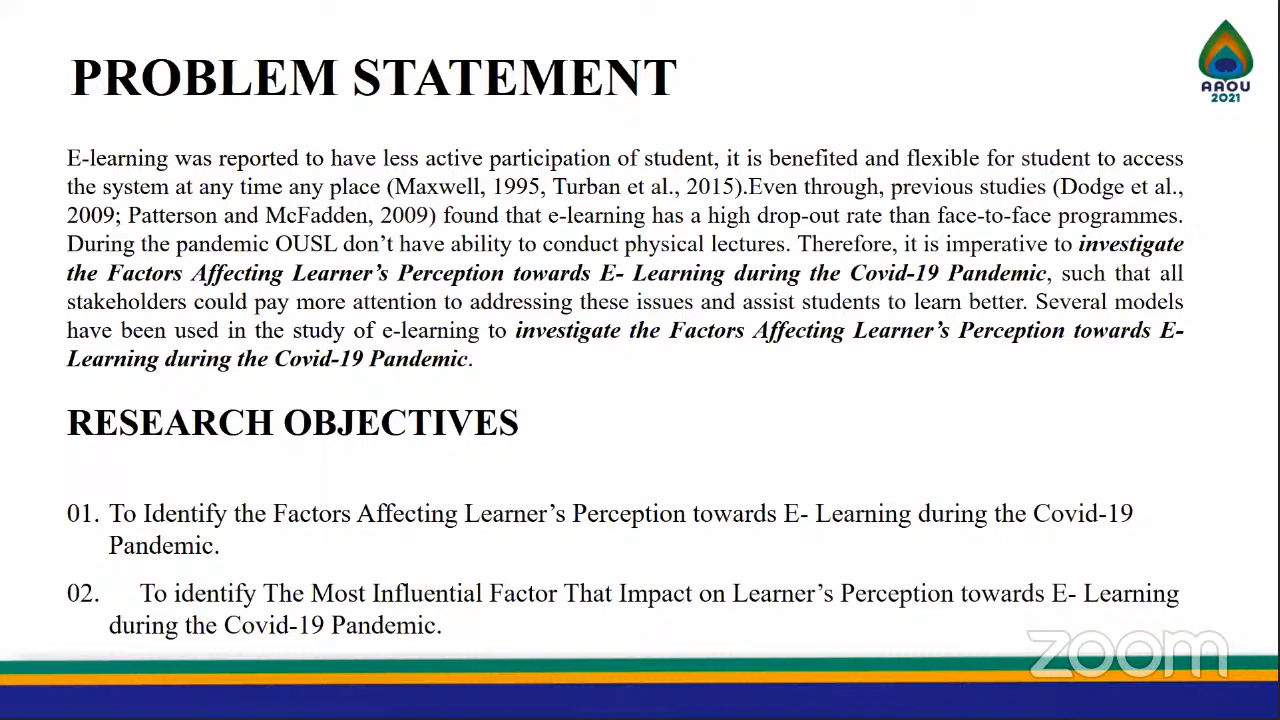 PROBLEM STATEMENT
AAOU
2021
E-learning was reported to have less active participation of student, it is benefited and flexible for student to access
the system at any time any place (Maxwell, 1995, Turban et al., 2015).Even through, previous studies (Dodge et al.,
2009; Patterson and McFadden, 2009) found that e-learning has a high drop-out rate than face-to-face programmes.
During the pandemic OUSL don’t have ability to conduct physical lectures. Therefore, it is imperative to investigate
the Factors Affecting Learner’s Perception towards E- Learning during the Covid-19 Pandemic, such that all
stakeholders could pay more attention to addressing these issues and assist students to learn better. Several models
have been used in the study of e-learning to investigate the Factors Affecting Learner’s Perception towards E-
Learning during the Covid-19 Pandemic.
RESEARCH OBJECTIVES
01. To Identify the Factors Affecting Learner’s Perception towards E- Learning during the Covid-19
Pandemic.
02. To identify The Most Influential Factor That Impact on Learner’s Perception towards E- Learning
during the Covid-19 Pandemic.
zoom